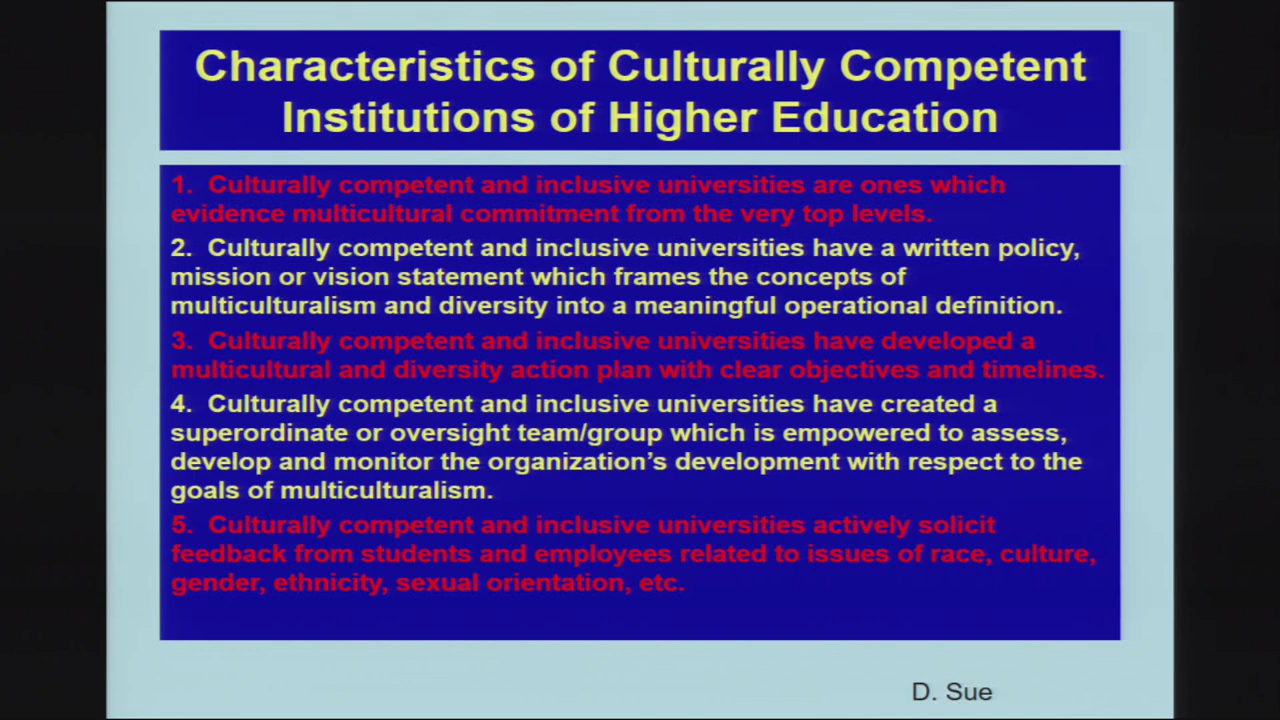 Characteristics of Culturally Competent
Institutions of Higher Education
1. Culturally competent and inclusive universities are ones which
evidence multicultural commitment from the very top levels.
2. Culturally competent and inclusive universities have a written policy,
mission or vision statement which frames the concepts of
multiculturalism and diversity into a meaningful operational definition.
3. Culturally competent and inclusive universities have developed a
multicultural and diversity action plan with clear objectives and timelines.
4. Culturally competent and inclusive universities have created a
superordinate or oversight team/group which is empowered to assess,
develop and monitor the organization’s development with respect to the
goals of multiculturalism.
5. Culturally competent and inclusive universities actively solicit
feedback from students and employees related to issues of race, culture,
gender, ethnicity, sexual orientation, etc.
D. Sue